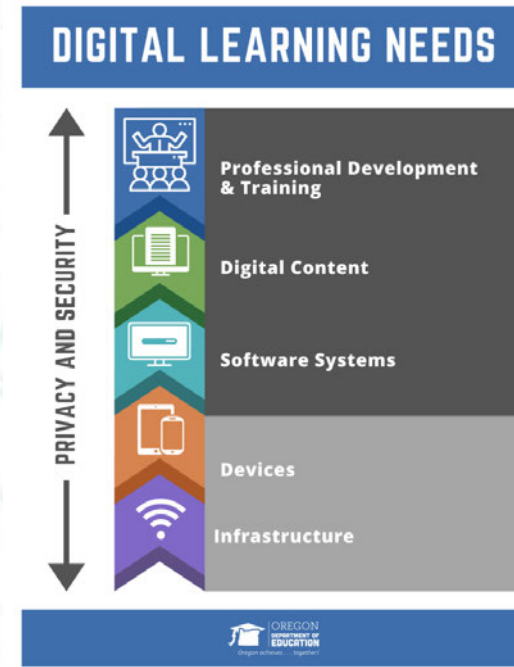 DIGITAL LEARNING NEEDS
PRIVACY AND SECURITY
Professional Development
& Training
Digital Content
Software Systems
Devices
Infrastructure
OREGON
DEPARTMENT OF
EDUCATION
Oregon achieves . . . together!